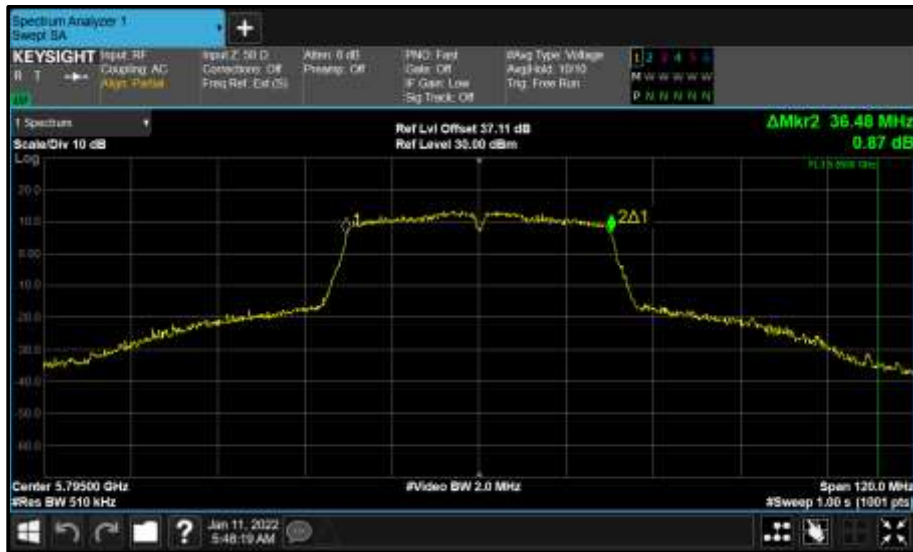 Spectrum Analyzer 1
Swept SA
+
KEYSIGHT Input: RF
Coupling: AC
Align: Partial
R T
Input Z: 50 Ω
Corrections: Off
Freq Ref: Ext (S)
Atten: 6 dB
Preamp: Off
PNO: Fast
Gate: Off
IF Gain: Low
Sig Track: Off
#Avg Type: Voltage
Avg|Hold: 10/10
Trig: Free Run
1 2 3 4 5 6
M W W W W W
P N N N N N
1 Spectrum
Scale/Div 10 dB
Ref Lvl Offset 37.11 dB
Ref Level 30.00 dBm
ΔMkr2 36.48 MHz
0.87 dB
Log
20.0
10.0
0.00
-10.0
-20.0
-30.0
-40.0
-50.0
-60.0
1
2Δ1
Center 5.79500 GHz
#Res BW 510 kHz
#Video BW 2.0 MHz
Span 120.0 MHz
#Sweep 1.00 s (1001 pts)
?
Jan 11, 2022
5:48:19 AM